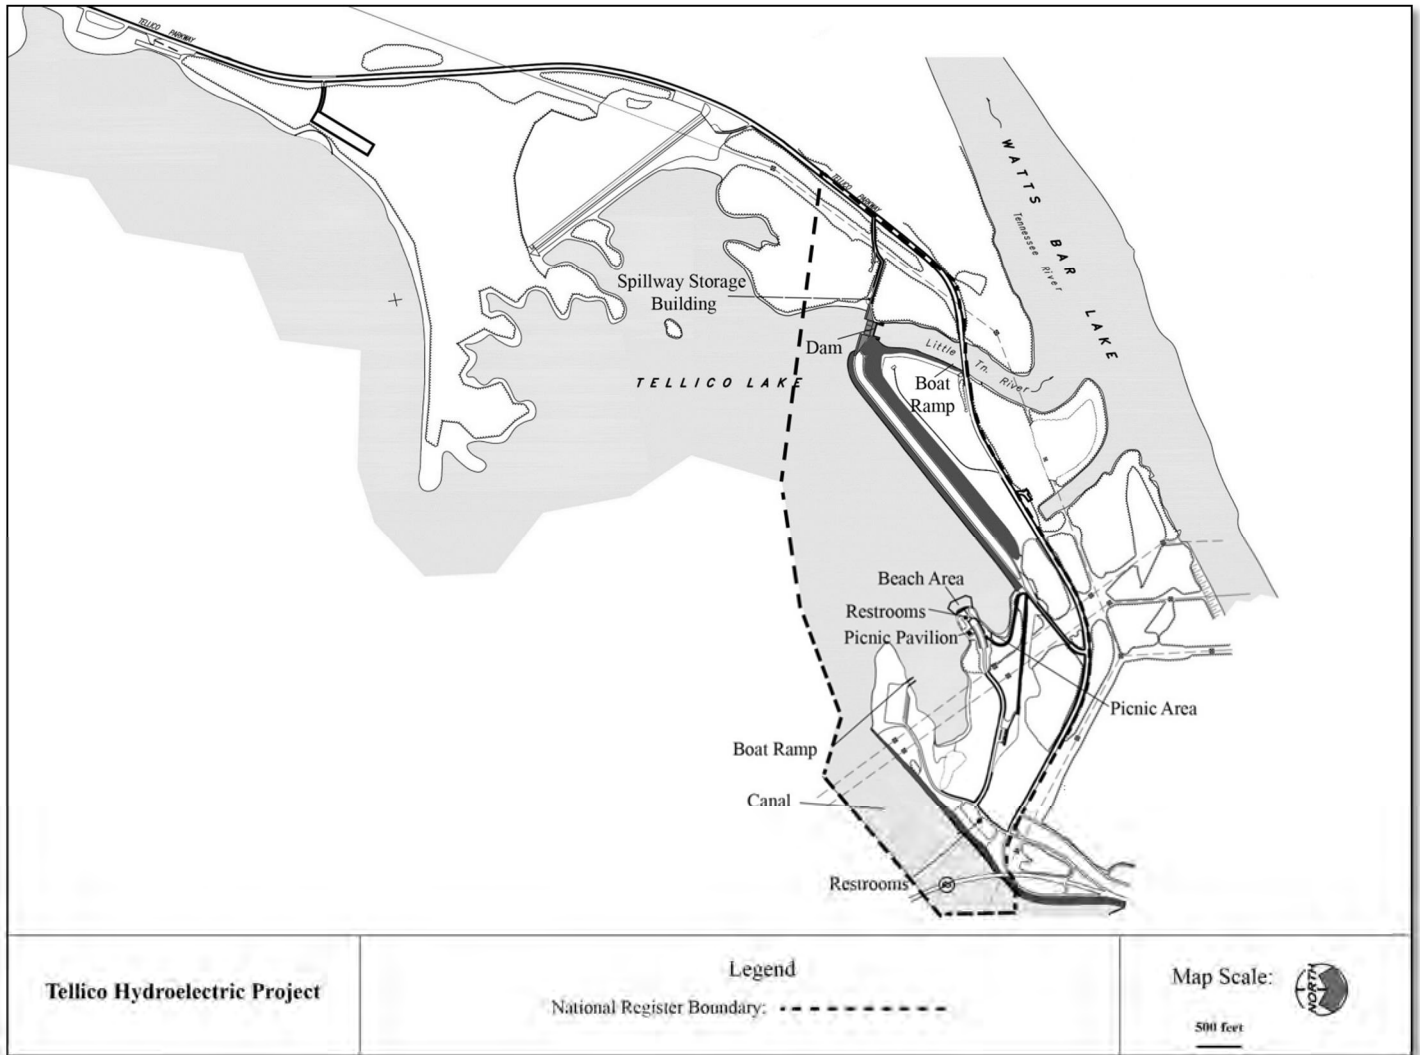 TELLICO PARKWAY
TELLICO PARKWAY
WATTS BAR LAKE
Tennessee River
Spillway Storage
Building
Dam
Little Tn. River
TELLICO LAKE
Boat
Ramp
Beach Area
Restrooms
Picnic Pavilion
Picnic Area
Boat Ramp
Canal
Restrooms
Tellico Hydroelectric Project
Legend
National Register Boundary:
Map Scale:
NORTH
500 feet